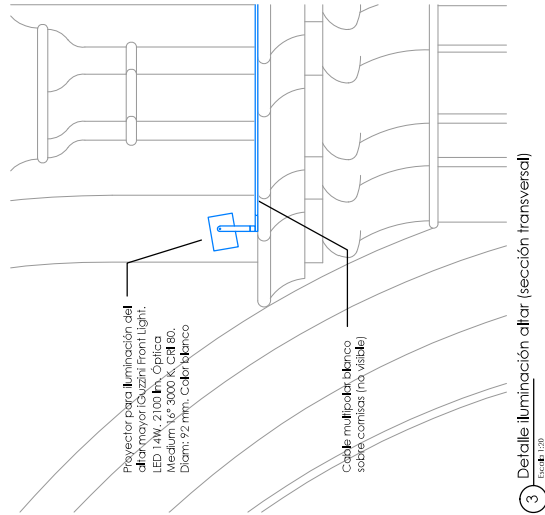 Proyector para iluminación del
altar mayor iGuzzini Front Light.
LED 14W. 2100 lm. Óptica
Medium 16º 3000 K. CRI 80.
Diam: 92 mm. Color blanco
Cable multipolar blanco
sobre cornisas (no visible)
3
Detalle iluminación altar (sección transversal)
Escala 1:20